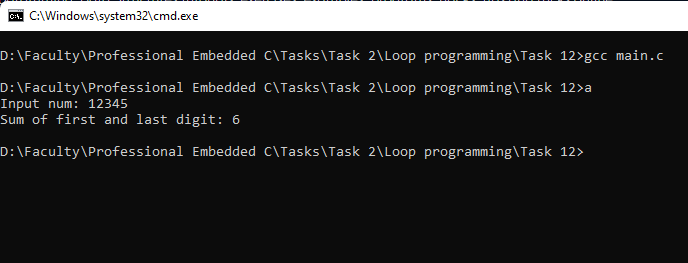 C:\Windows\system32\cmd.exe
D:\Faculty\Professional Embedded C\Tasks\Task 2\Loop programming\Task 12>gcc main.c
D:\Faculty\Professional Embedded C\Tasks\Task 2\Loop programming\Task 12>a
Input num: 12345
Sum of first and last digit: 6
D:\Faculty\Professional Embedded C\Tasks\Task 2\Loop programming\Task 12>